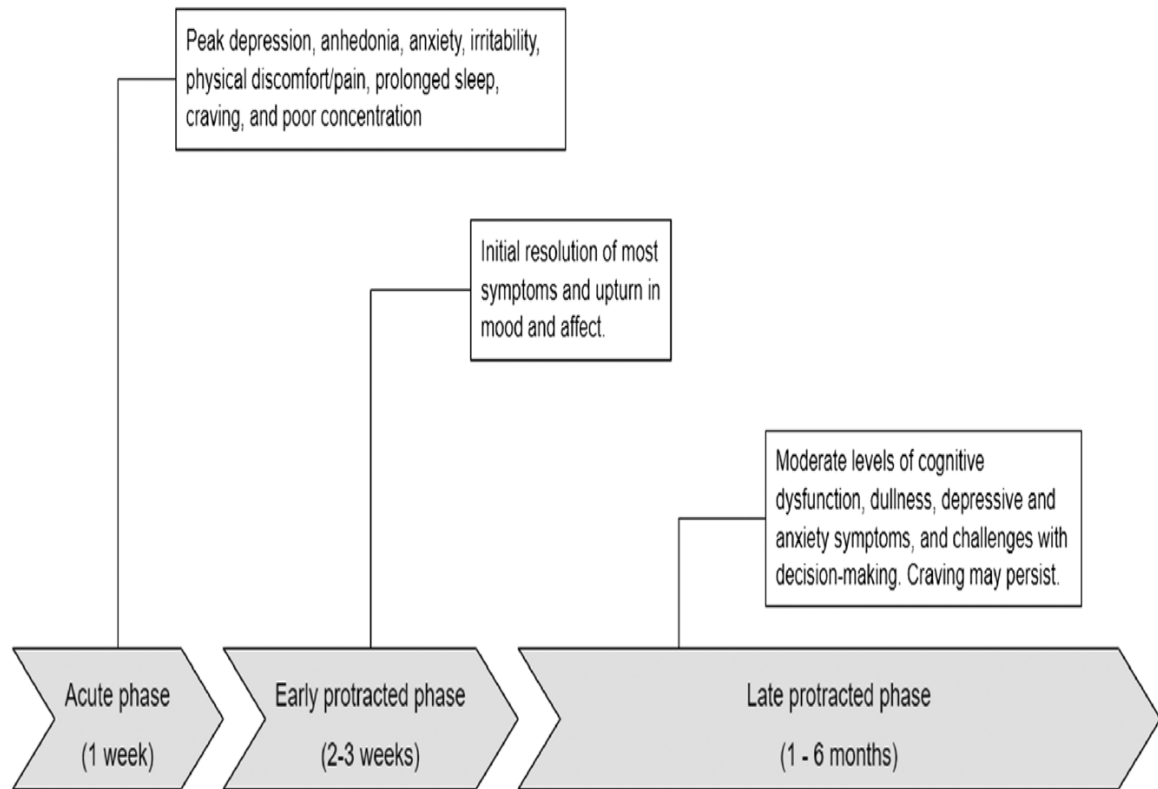 Peak depression, anhedonia, anxiety, irritability,
physical discomfort/pain, prolonged sleep,
craving, and poor concentration
Initial resolution of most
symptoms and upturn in
mood and affect.
Moderate levels of cognitive
dysfunction, dullness, depressive and
anxiety symptoms, and challenges with
decision-making. Craving may persist.
Acute phase
(1 week)
Early protracted phase
(2-3 weeks)
Late protracted phase
(1 - 6 months)